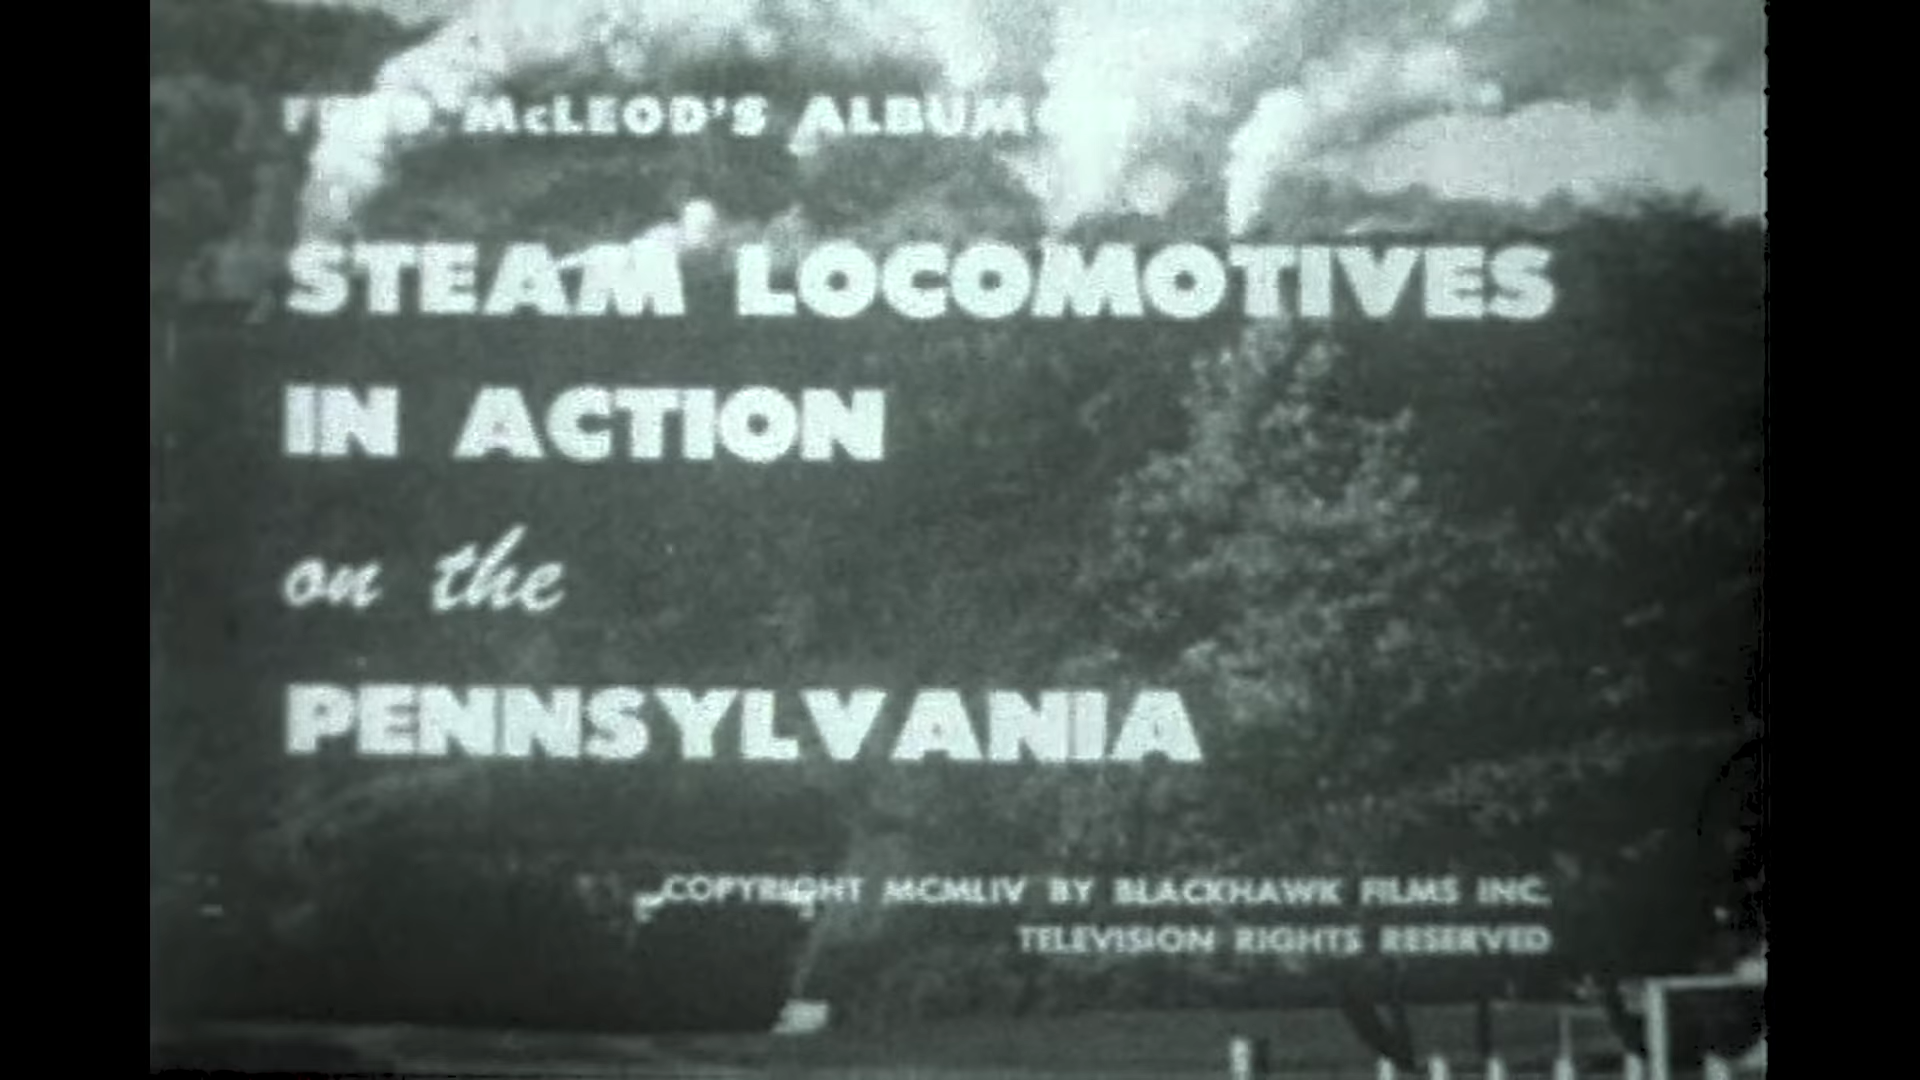 McLEOD'S ALBUM
STEAM LOCOMOTIVES
IN ACTION
on the
PENNSYLVANIA
COPYRIGHT MCMLIV BY BLACKHAWK FILMS INC.
TELEVISION RIGHTS RESERVED